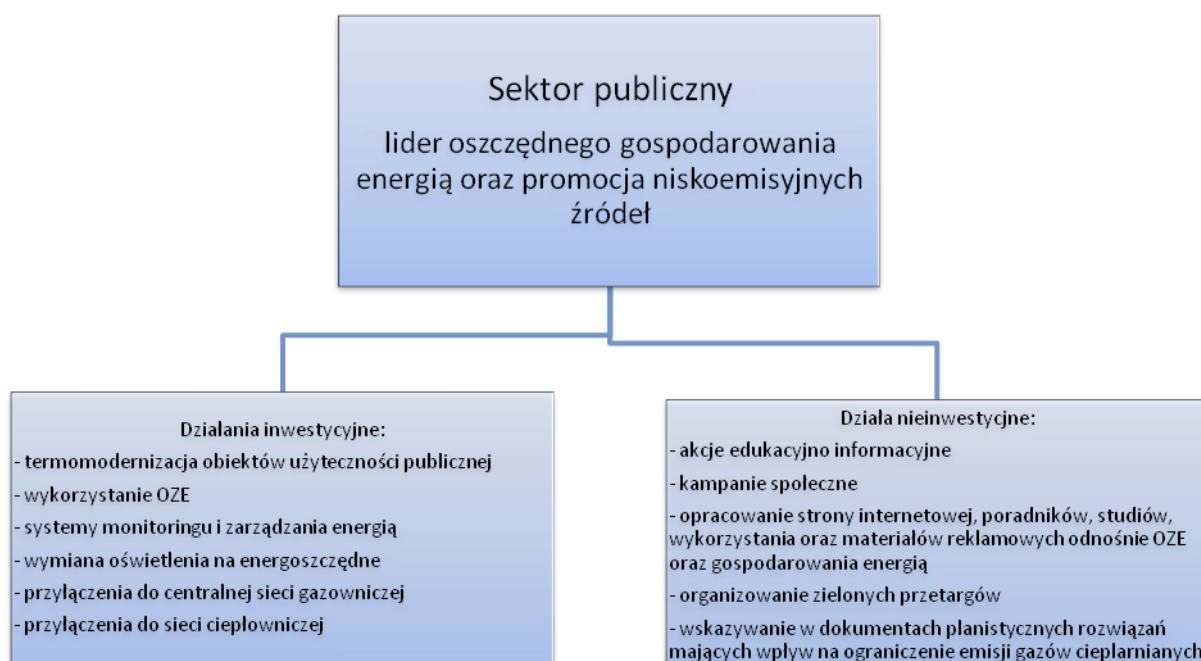 Sektor publiczny
lider oszczędnego gospodarowania
energią oraz promocja niskoemisyjnych
źródeł
Działania inwestycyjne:
- termomodernizacja obiektów użyteczności publicznej
- wykorzystanie OZE
- systemy monitoringu i zarządzania energią
- wymiana oświetlenia na energoszczędne
- przyłączenia do centralnej sieci gazowniczej
- przyłączenia do sieci ciepłowniczej
Działa nieinwestycjne:
- akcje edukacyjno informacyjne
- kampanie społeczne
- opracowanie strony internetowej, poradników, studiów,
wykorzystania oraz materiałów reklamowych odnośnie OZE
oraz gospodarowania energią
- organizowanie zielonych przetargów
- wskazywanie w dokumentach planistycznych rozwiązań
mających wpływ na ograniczenie emisji gazów cieplarnianych